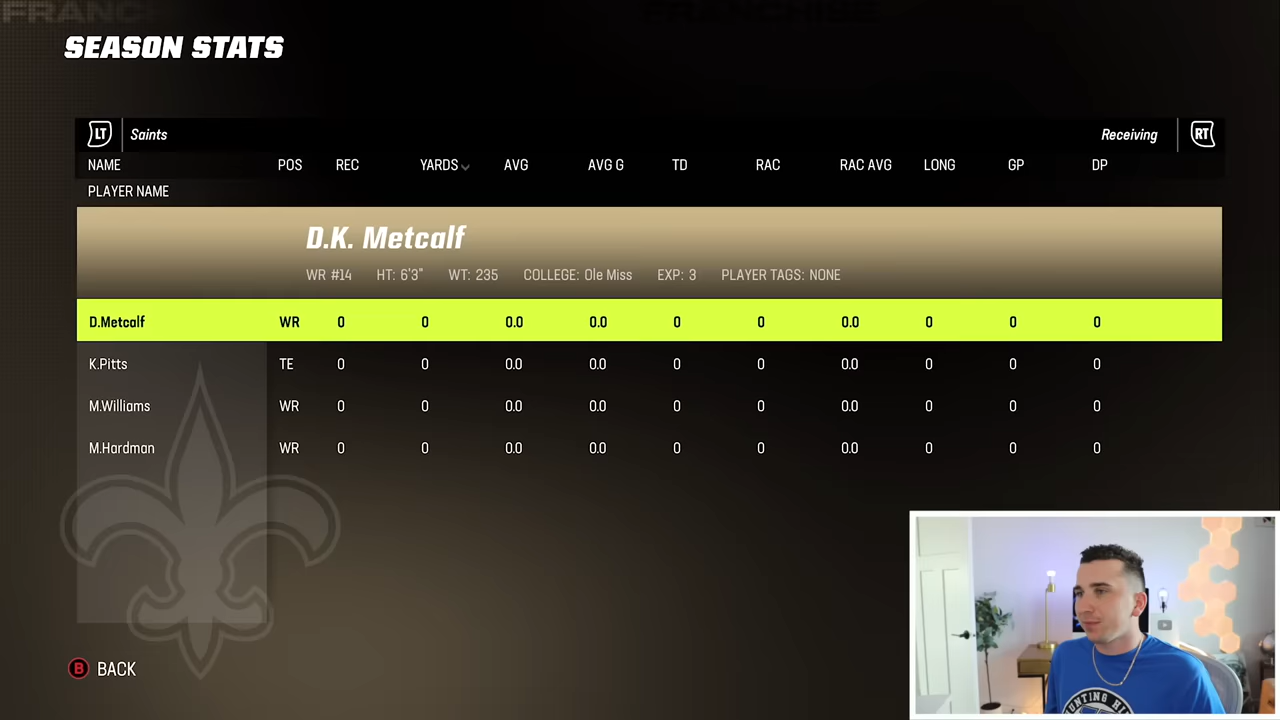 FRANCHISE
SEASON STATS
LT Saints Receiving RT
NAME POS REC YARDS AVG AVG G TD RAC RAC AVG LONG GP DP
PLAYER NAME
D.K. Metcalf
WR #14 HT: 6'3" WT: 235 COLLEGE: Ole Miss EXP: 3 PLAYER TAGS: NONE
D.Metcalf WR 0 0 0.0 0.0 0 0 0.0 0 0 0
K.Pitts TE 0 0 0.0 0.0 0 0 0.0 0 0 0
M.Williams WR 0 0 0.0 0.0 0 0 0.0 0 0 0
M.Hardman WR 0 0 0.0 0.0 0 0 0.0 0 0 0
B BACK